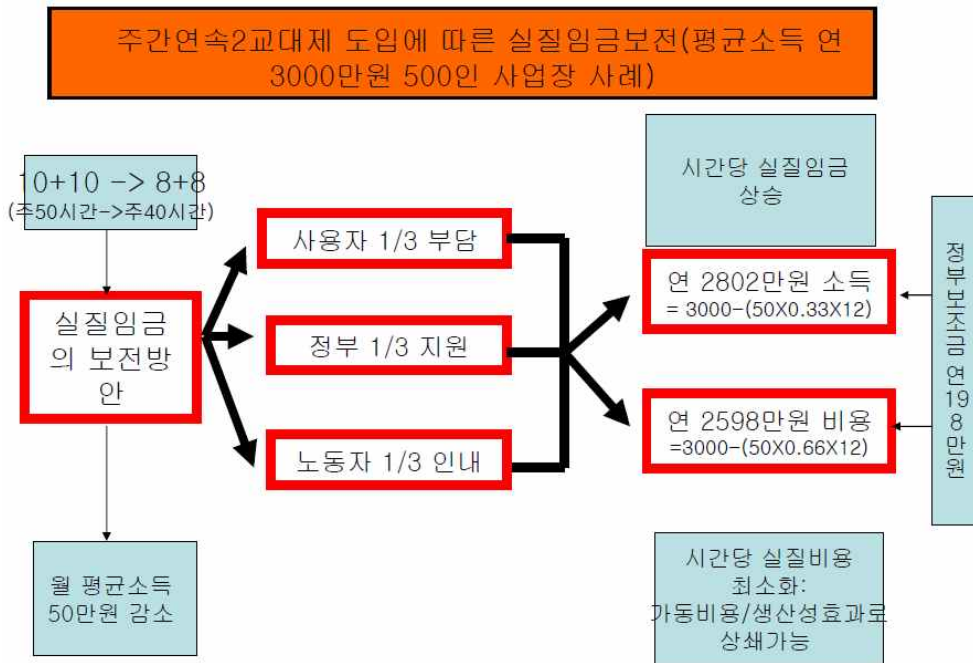 주간연속2교대제 도입에 따른 실질임금보전(평균소득 연
3000만원 500인 사업장 사례)
10+10 -> 8+8
(주50시간->주40시간)
실질임금
의 보전방
안
월 평균소득
50만원 감소
사용자 1/3 부담
정부 1/3 지원
노동자 1/3 인내
시간당 실질임금
상승
연 2802만원 소득
= 3000-(50X0.33X12)
연 2598만원 비용
=3000-(50X0.66X12)
시간당 실질비용
최소화:
가동비용/생산성효과로
상쇄가능
정
부
보
조
금
연
19
8
만
원